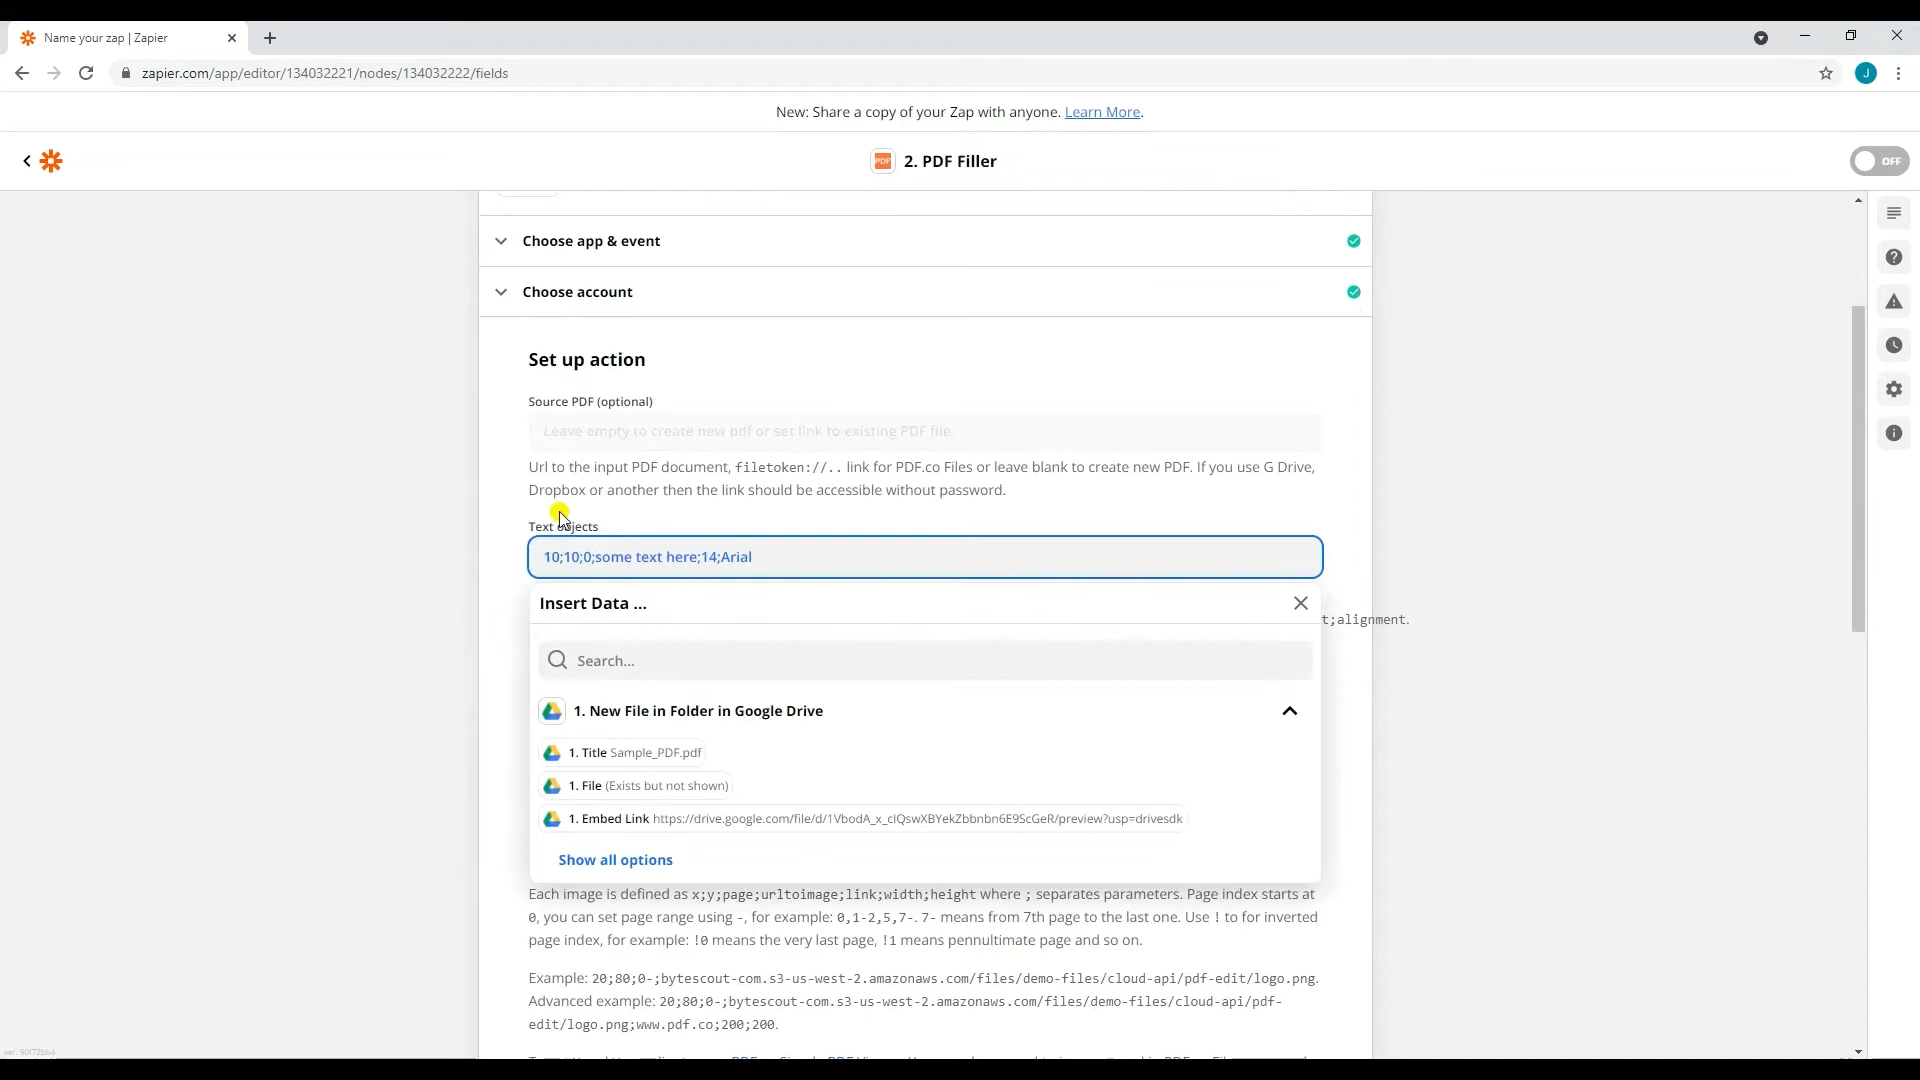 Name your zap | Zapier
zapier.com/app/editor/134032221/nodes/134032222/fields
J
New: Share a copy of your Zap with anyone. Learn More.
PDF
2. PDF Filler
OFF
Choose app & event
Choose account
Set up action
Source PDF (optional)
Leave empty to create new pdf or set link to existing PDF file.
Url to the input PDF document, filetoken://.. link for PDF.co Files or leave blank to create new PDF. If you use G Drive,
Dropbox or another then the link should be accessible without password.
Text objects
10;10;0;some text here;14;Arial
Insert Data ...
t;alignment.
Search...
1. New File in Folder in Google Drive
1. Title Sample_PDF.pdf
1. File (Exists but not shown)
1. Embed Link https://drive.google.com/file/d/1VbodA_x_cIQswXBYekZbbnbn6E9ScGeR/preview?usp=drivesdk
Show all options
Each image is defined as x;y;page;urltoimage;link;width;height where ; separates parameters. Page index starts at
0, you can set page range using -, for example: 0,1-2,5,7-. 7- means from 7th page to the last one. Use ! to for inverted
page index, for example: !0 means the very last page, !1 means pennultimate page and so on.
Example: 20;80;0-;bytescout-com.s3-us-west-2.amazonaws.com/files/demo-files/cloud-api/pdf-edit/logo.png.
Advanced example: 20;80;0-;bytescout-com.s3-us-west-2.amazonaws.com/files/demo-files/cloud-api/pdf-
edit/logo.png;www.pdf.co;200;200.
ver. 90f72bb4